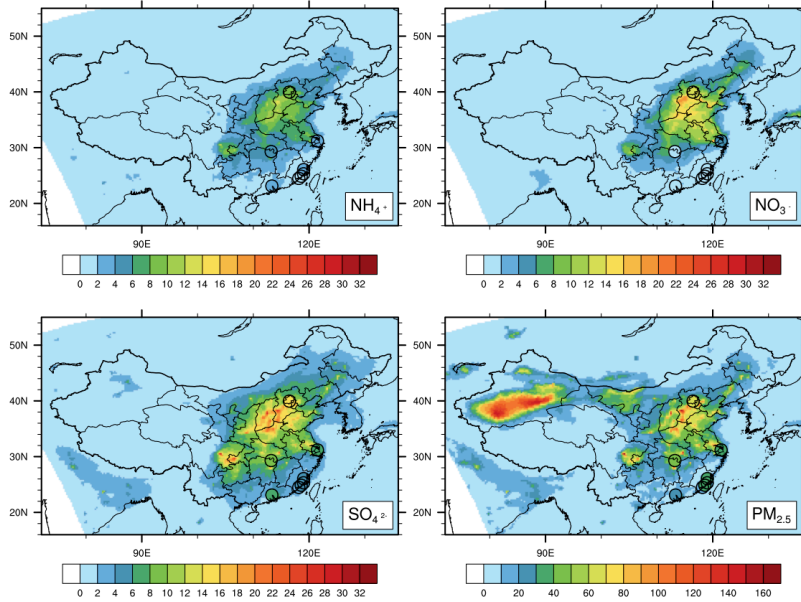 50N 50N
40N 40N
30N 30N
20N 20N
NH₄⁺ NO₃⁻
90E 120E 90E 120E
0 2 4 6 8 10 12 14 16 18 20 22 24 26 28 30 32 0 2 4 6 8 10 12 14 16 18 20 22 24 26 28 30 32
50N 50N
40N 40N
30N 30N
20N 20N
SO₄²⁻ PM₂.₅
90E 120E 90E 120E
0 2 4 6 8 10 12 14 16 18 20 22 24 26 28 30 32 0 20 40 60 80 100 120 140 160